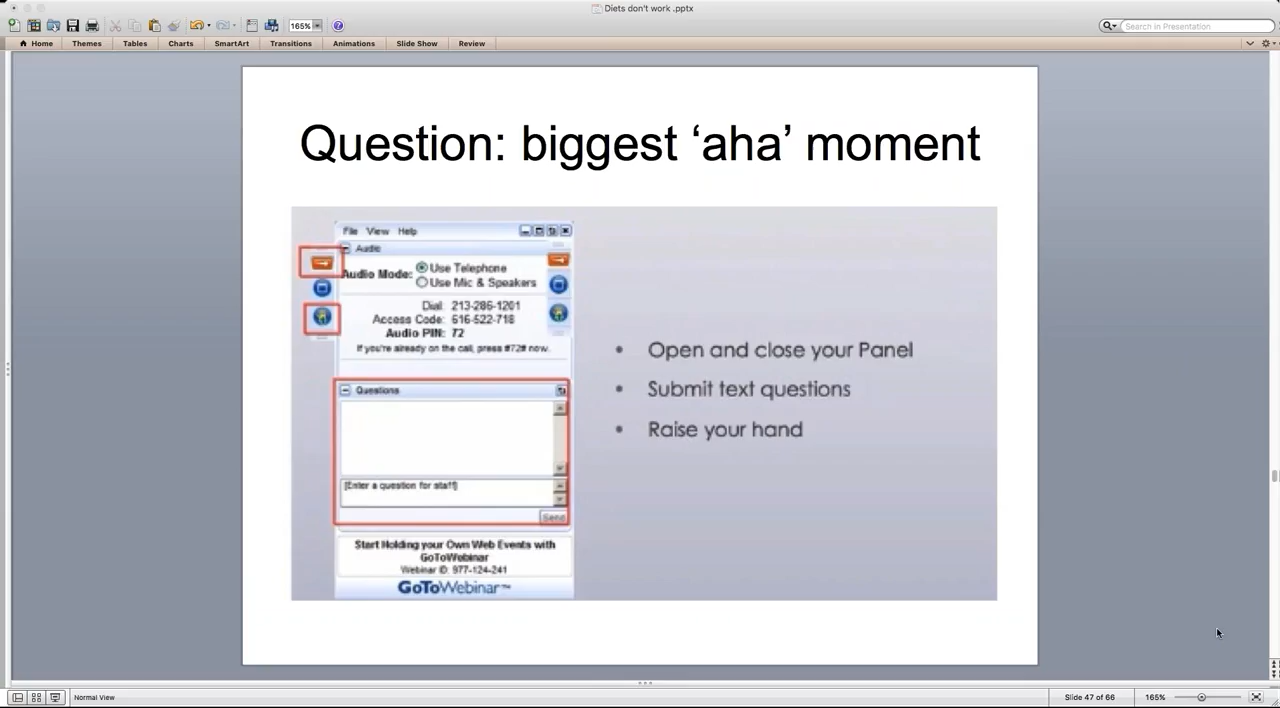 Diets don't work .pptx
165%
Search in Presentation
Home Themes Tables Charts SmartArt Transitions Animations Slide Show Review
Question: biggest ‘aha’ moment
File View Help
Audio
Audio Mode: Use Telephone
Use Mic & Speakers
Dial: 213-286-1201
Access Code: 616-522-718
Audio PIN: 72
If you're already on the call, press #72# now.
Questions
[Enter a question for staff]
Send
Start Holding your Own Web Events with
GoToWebinar
Webinar ID: 977-124-241
GoToWebinar™
• Open and close your Panel
• Submit text questions
• Raise your hand
Normal View
Slide 47 of 66
165%